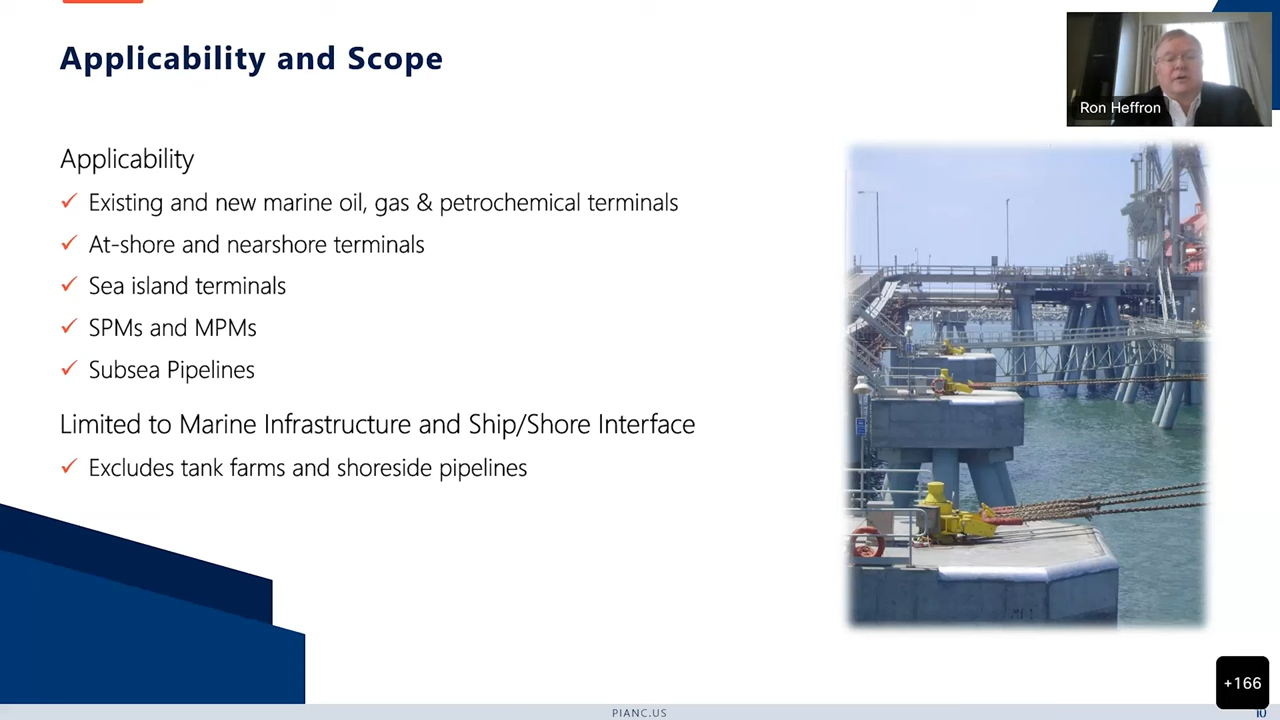 Applicability and Scope
Ron Heffron
Applicability
✓ Existing and new marine oil, gas & petrochemical terminals
✓ At-shore and nearshore terminals
✓ Sea island terminals
✓ SPMs and MPMs
✓ Subsea Pipelines
Limited to Marine Infrastructure and Ship/Shore Interface
✓ Excludes tank farms and shoreside pipelines
+166
PIANC.US